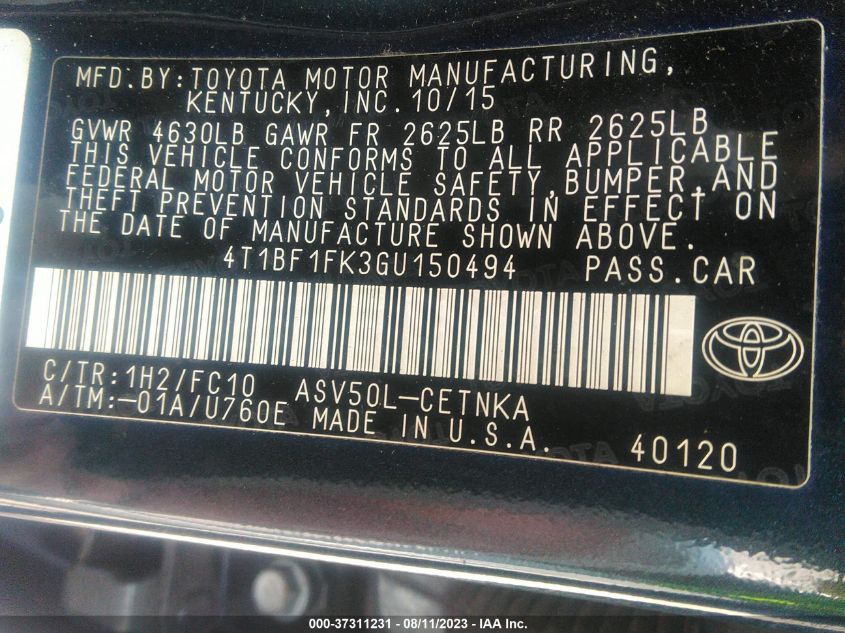 MFD.BY:TOYOTA MOTOR MANUFACTURING,
KENTUCKY,INC.10/15
GVWR 4630LB GAWR FR 2625LB RR 2625LB
THIS VEHICLE CONFORMS TO ALL APPLICABLE
FEDERAL MOTOR VEHICLE SAFETY,BUMPER,AND
THEFT PREVENTION STANDARDS IN EFFECT ON
THE DATE OF MANUFACTURE SHOWN ABOVE.
4T1BF1FK3GU150494 PASS.CAR
C/TR:1H2/FC10 ASV50L-CETNKA
A/TM:-01A/U760E MADE IN U.S.A. 40120
000-37311231 - 08/11/2023 - IAA Inc.